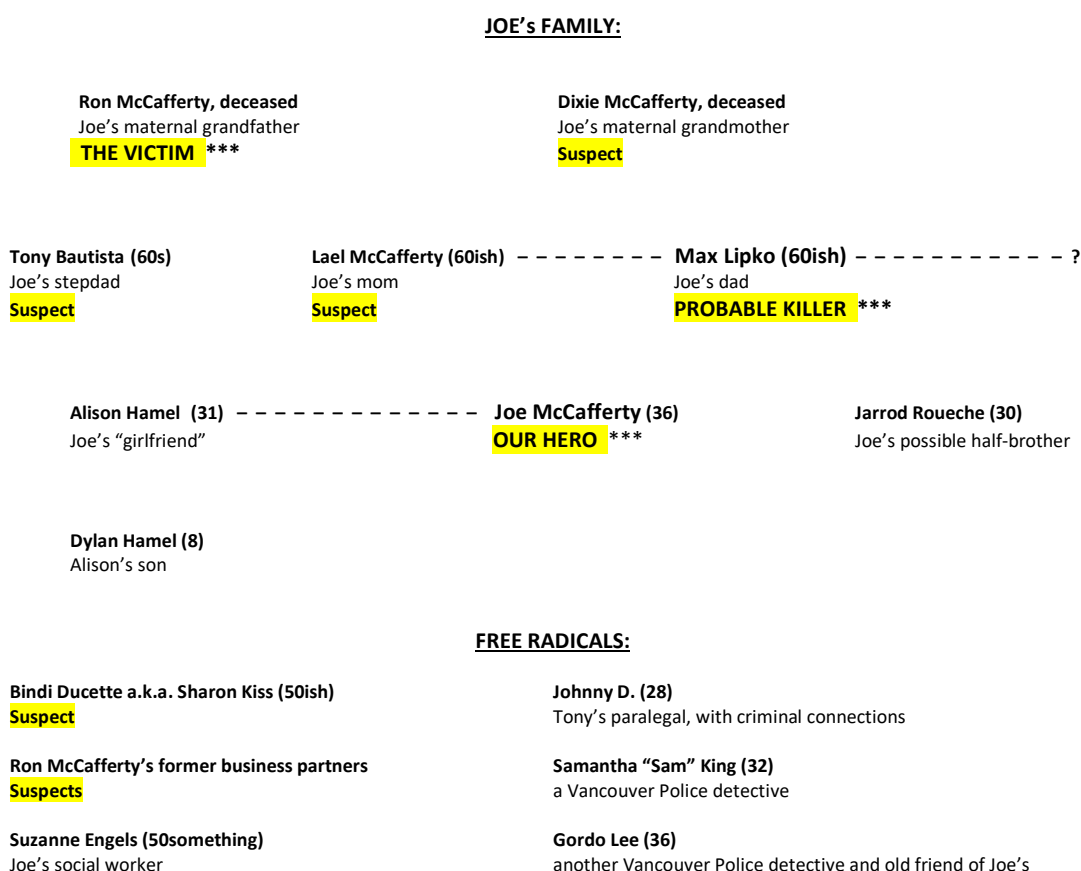 JOE's FAMILY:
Ron McCafferty, deceased
Joe's maternal grandfather
THE VICTIM ***
Dixie McCafferty, deceased
Joe's maternal grandmother
Suspect
Tony Bautista (60s)
Joe's stepdad
Suspect
Lael McCafferty (60ish) – – – – – – – – Max Lipko (60ish) – – – – – – – – – – – ?
Joe's mom
Suspect
Joe's dad
PROBABLE KILLER ***
Alison Hamel (31) – – – – – – – – – – – – – Joe McCafferty (36)
Joe's "girlfriend"
OUR HERO ***
Jarrod Roueche (30)
Joe's possible half-brother
Dylan Hamel (8)
Alison's son
FREE RADICALS:
Bindi Ducette a.k.a. Sharon Kiss (50ish)
Suspect
Johnny D. (28)
Tony's paralegal, with criminal connections
Ron McCafferty's former business partners
Suspects
Samantha "Sam" King (32)
a Vancouver Police detective
Suzanne Engels (50something)
Joe's social worker
Gordo Lee (36)
another Vancouver Police detective and old friend of Joe's